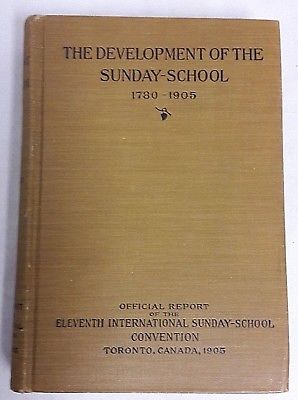 THE DEVELOPMENT OF THE
SUNDAY-SCHOOL
1780-1905
OFFICIAL REPORT
OF THE
ELEVENTH INTERNATIONAL SUNDAY-SCHOOL
CONVENTION
TORONTO, CANADA, 1905